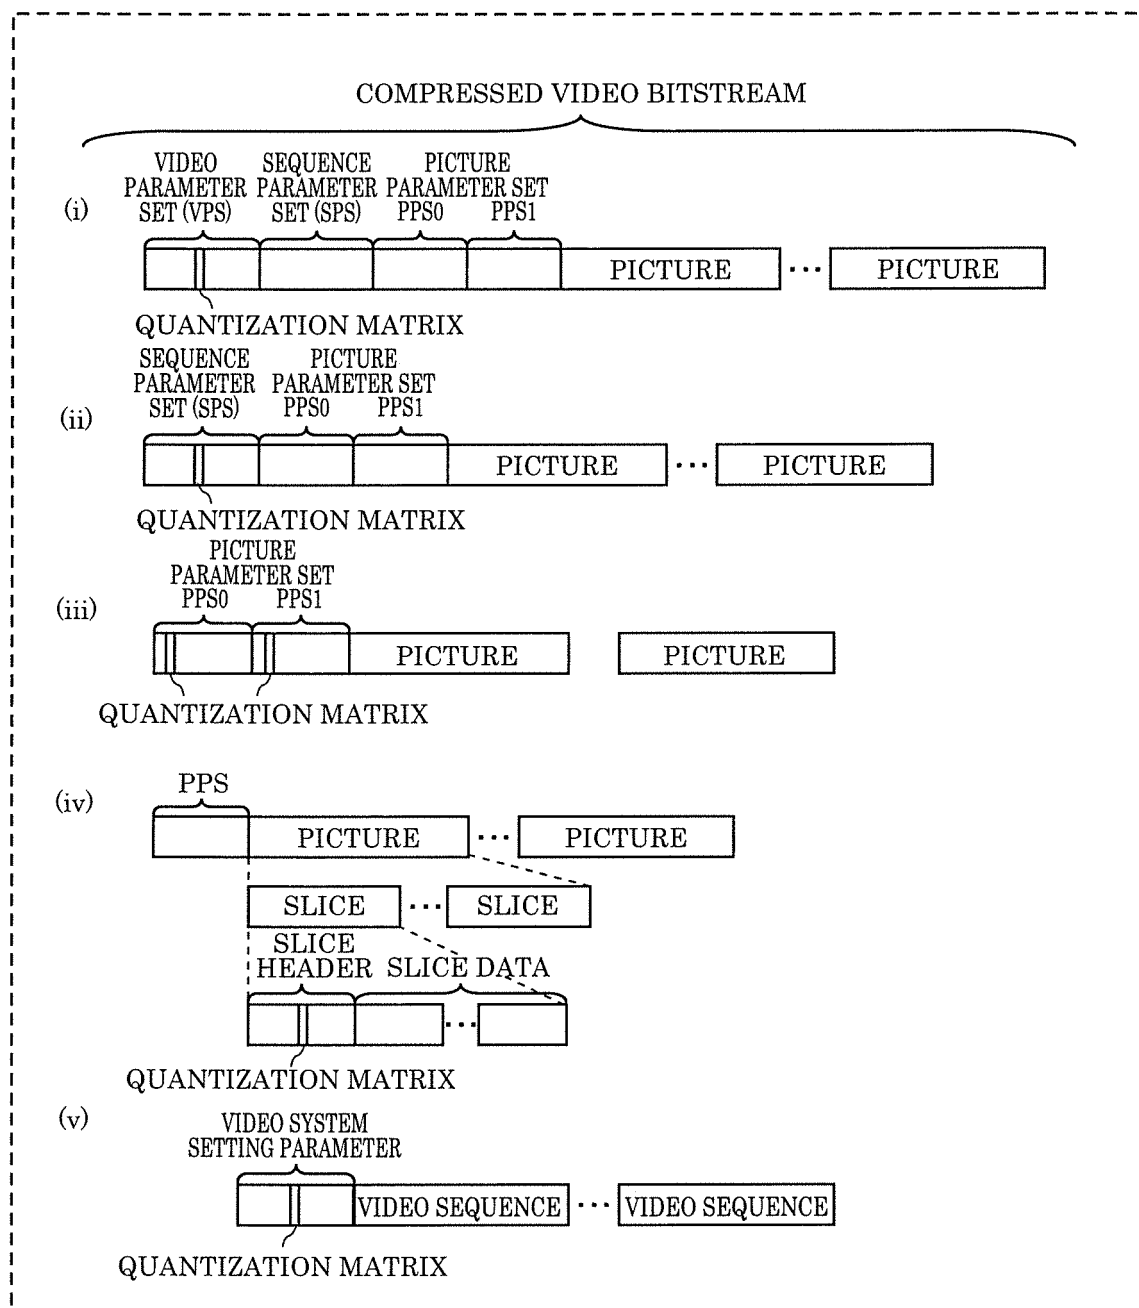 COMPRESSED VIDEO BITSTREAM
(i)
VIDEO PARAMETER SET (VPS)
SEQUENCE PARAMETER SET (SPS)
PICTURE PARAMETER SET
PPS0 PPS1
PICTURE ... PICTURE
QUANTIZATION MATRIX
(ii)
SEQUENCE PARAMETER SET (SPS)
PICTURE PARAMETER SET
PPS0 PPS1
PICTURE ... PICTURE
QUANTIZATION MATRIX
(iii)
PICTURE PARAMETER SET
PPS0 PPS1
PICTURE PICTURE
QUANTIZATION MATRIX
(iv)
PPS
PICTURE ... PICTURE
SLICE ... SLICE
SLICE HEADER SLICE DATA
...
QUANTIZATION MATRIX
(v)
VIDEO SYSTEM
SETTING PARAMETER
VIDEO SEQUENCE ... VIDEO SEQUENCE
QUANTIZATION MATRIX